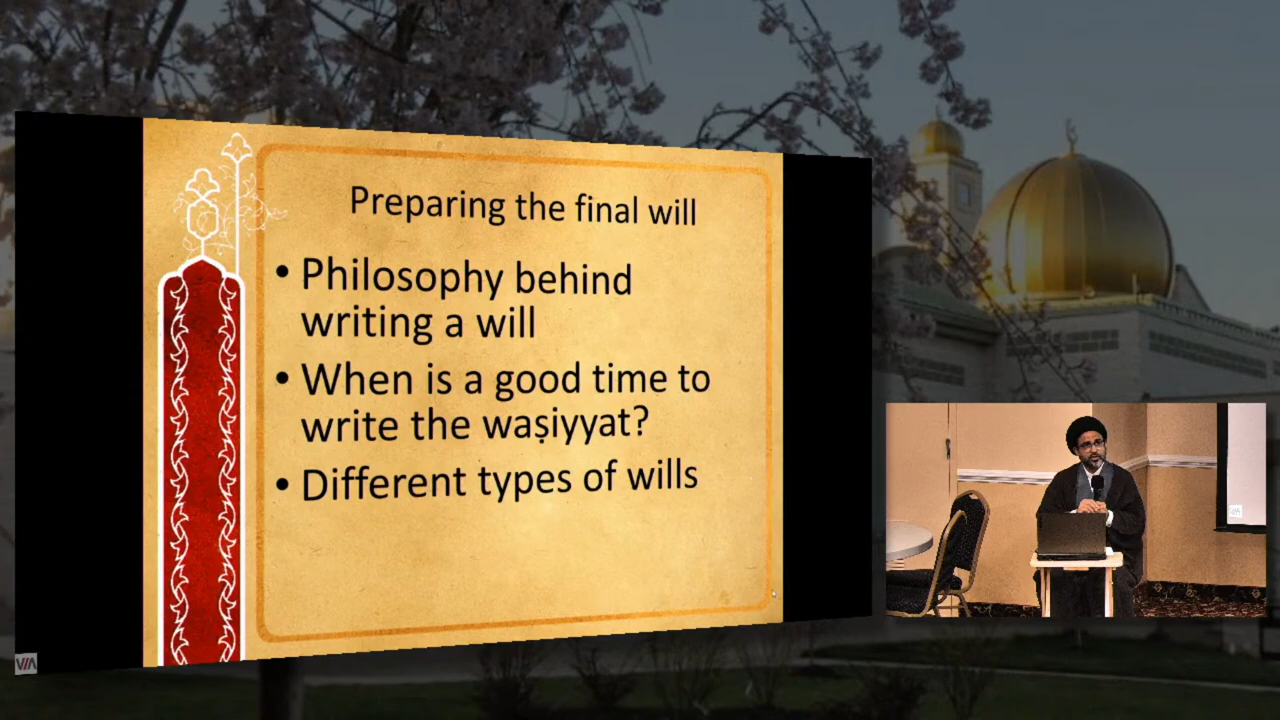 Preparing the final will
• Philosophy behind
writing a will
• When is a good time to
write the waṣiyyat?
• Different types of wills
VIA